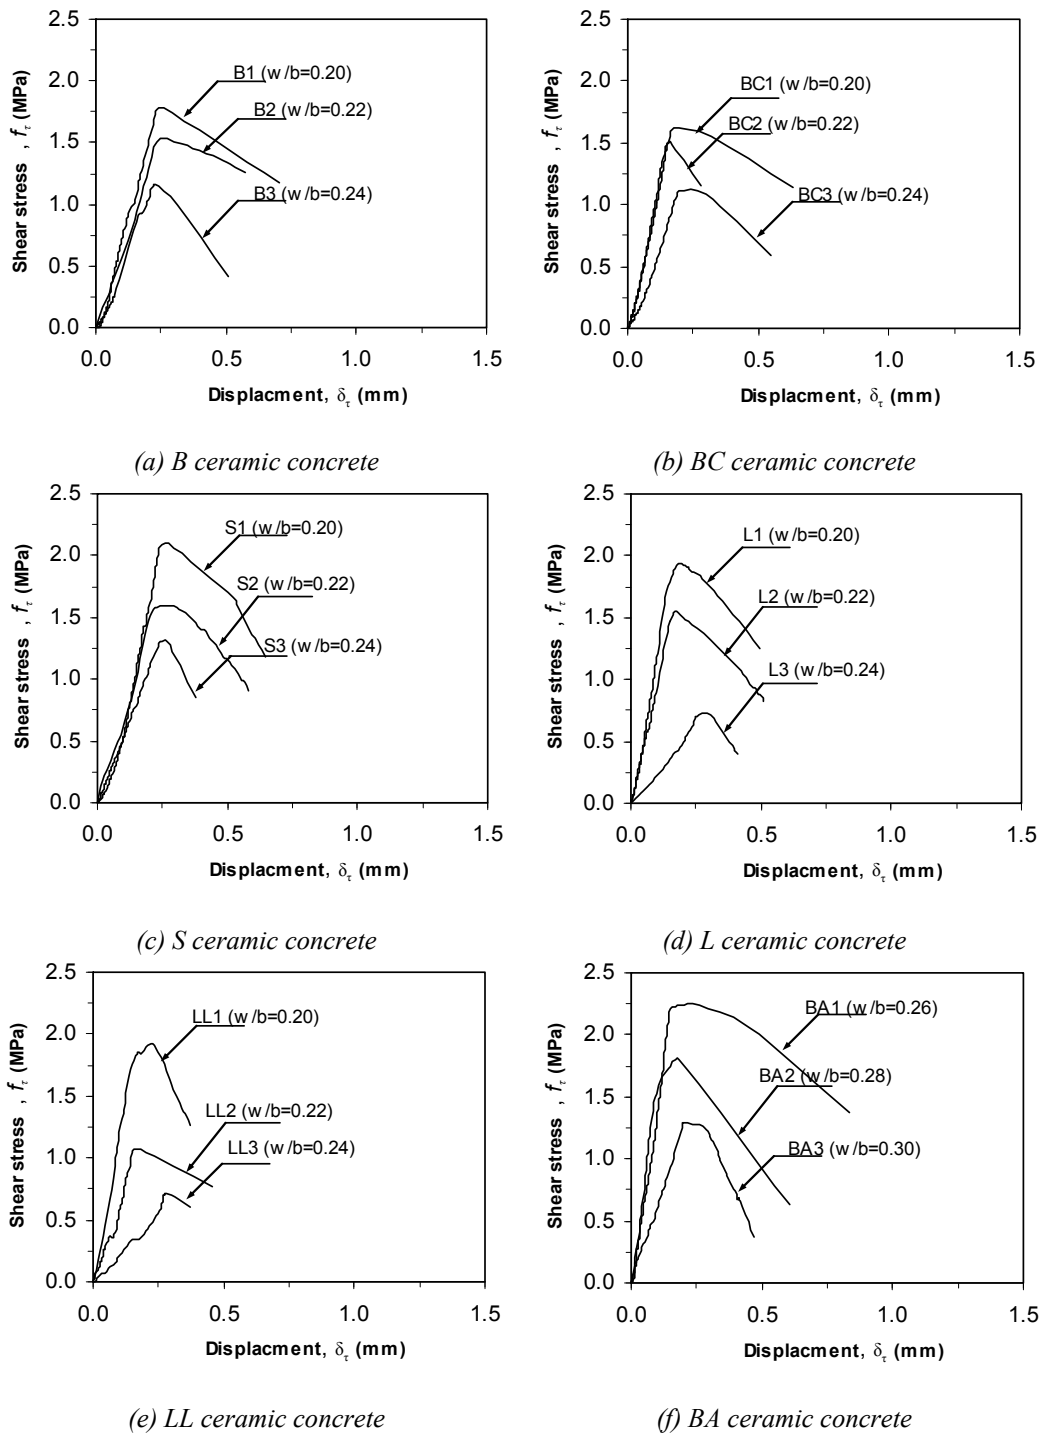 2.5
2.0
1.5
1.0
0.5
0.0
Shear stress , fτ (MPa)
B1 (w/b=0.20)
B2 (w/b=0.22)
B3 (w/b=0.24)
0.0 0.5 1.0 1.5
Displacment, δτ (mm)
(a) B ceramic concrete
2.5
2.0
1.5
1.0
0.5
0.0
Shear stress , fτ (MPa)
BC1 (w/b=0.20)
BC2 (w/b=0.22)
BC3 (w/b=0.24)
0.0 0.5 1.0 1.5
Displacment, δτ (mm)
(b) BC ceramic concrete
2.5
2.0
1.5
1.0
0.5
0.0
Shear stress , fτ (MPa)
S1 (w/b=0.20)
S2 (w/b=0.22)
S3 (w/b=0.24)
0.0 0.5 1.0 1.5
Displacment, δτ (mm)
(c) S ceramic concrete
2.5
2.0
1.5
1.0
0.5
0.0
Shear stress , fτ (MPa)
L1 (w/b=0.20)
L2 (w/b=0.22)
L3 (w/b=0.24)
0.0 0.5 1.0 1.5
Displacment, δτ (mm)
(d) L ceramic concrete
2.5
2.0
1.5
1.0
0.5
0.0
Shear stress , fτ (MPa)
LL1 (w/b=0.20)
LL2 (w/b=0.22)
LL3 (w/b=0.24)
0.0 0.5 1.0 1.5
Displacment, δτ (mm)
(e) LL ceramic concrete
2.5
2.0
1.5
1.0
0.5
0.0
Shear stress , fτ (MPa)
BA1 (w/b=0.26)
BA2 (w/b=0.28)
BA3 (w/b=0.30)
0.0 0.5 1.0 1.5
Displacment, δτ (mm)
(f) BA ceramic concrete